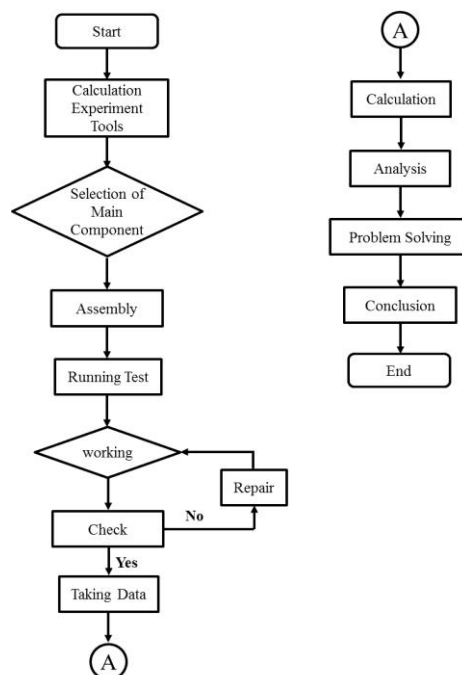 Start
Calculation
Experiment
Tools
Selection of
Main
Component
Assembly
Running Test
working
Repair
No
Check
Yes
Taking Data
A
A
Calculation
Analysis
Problem Solving
Conclusion
End